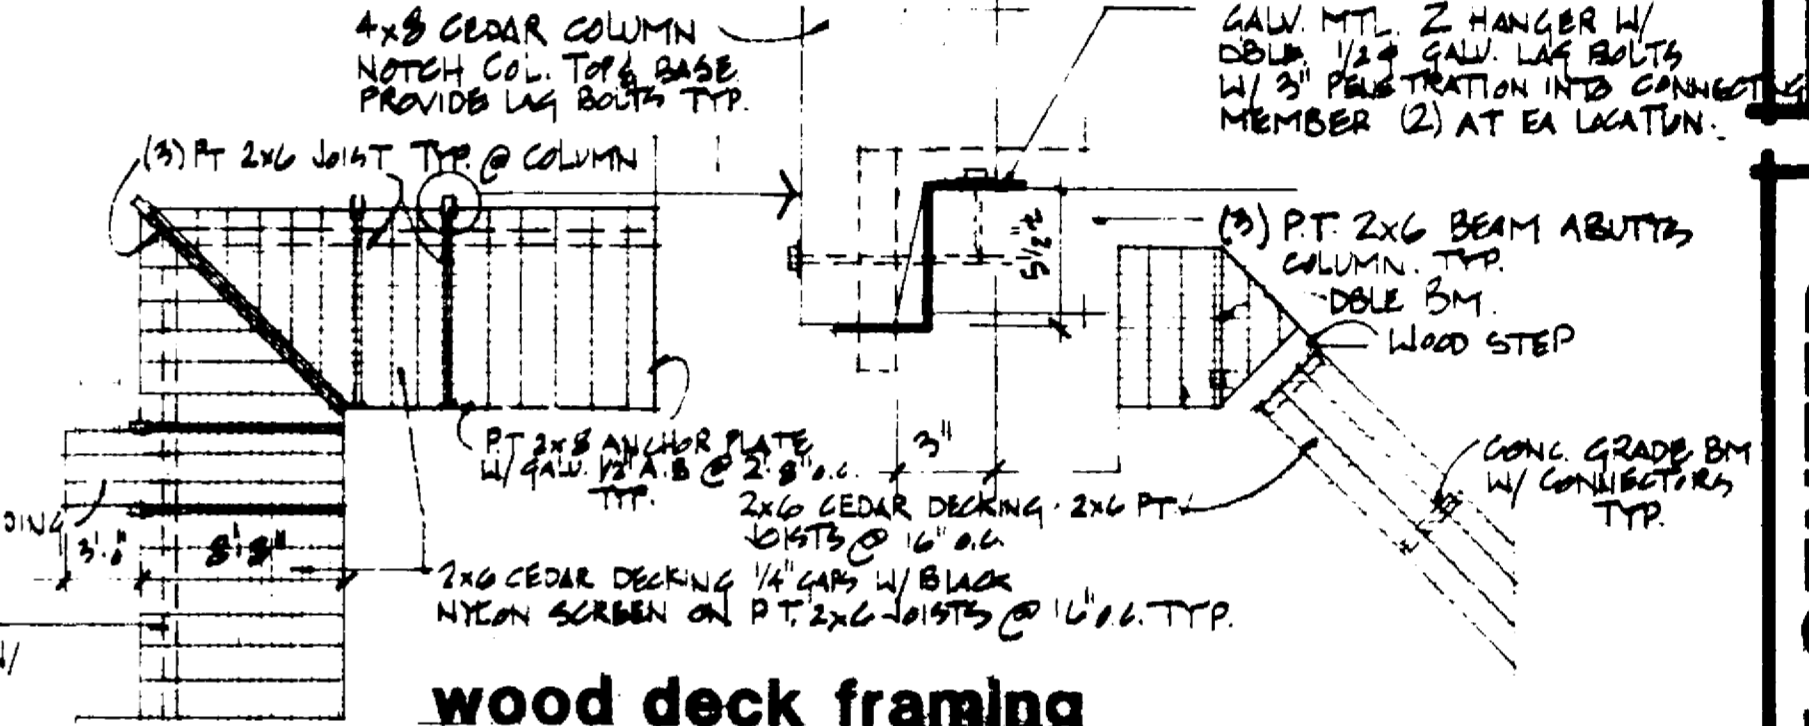 4x8 CEDAR COLUMN
NOTCH COL. TOP & BASE
PROVIDE LAG BOLTS TYP.
GALV. MTL. Z HANGER W/
DBLE. 1/2 φ GALV. LAG BOLTS
W/ 3" PENETRATION INTO CONNECTING
MEMBER (2) AT EA LOCATION.
(3) PT 2x6 JOIST TYP. @ COLUMN
5 1/2" ±
(3) P.T. 2x6 BEAM ABUTTS
COLUMN. TYP.
DBLE BM.
WOOD STEP
P.T. 2x8 ANCHOR PLATE
W/ GALV. 1/2" A.B @ 2'-8" o.c.
TYP.
3"
CONC. GRADE BM
W/ CONNECTORS
TYP.
2x6 CEDAR DECKING · 2x6 PT
JOISTS @ 16" o.c.
3'-0"
8'-8"
2x6 CEDAR DECKING 1/4" GAPS W/ BLACK
NYLON SCREEN ON P.T. 2x6 JOISTS @ 16" o.c. TYP.
W/
wood deck framing